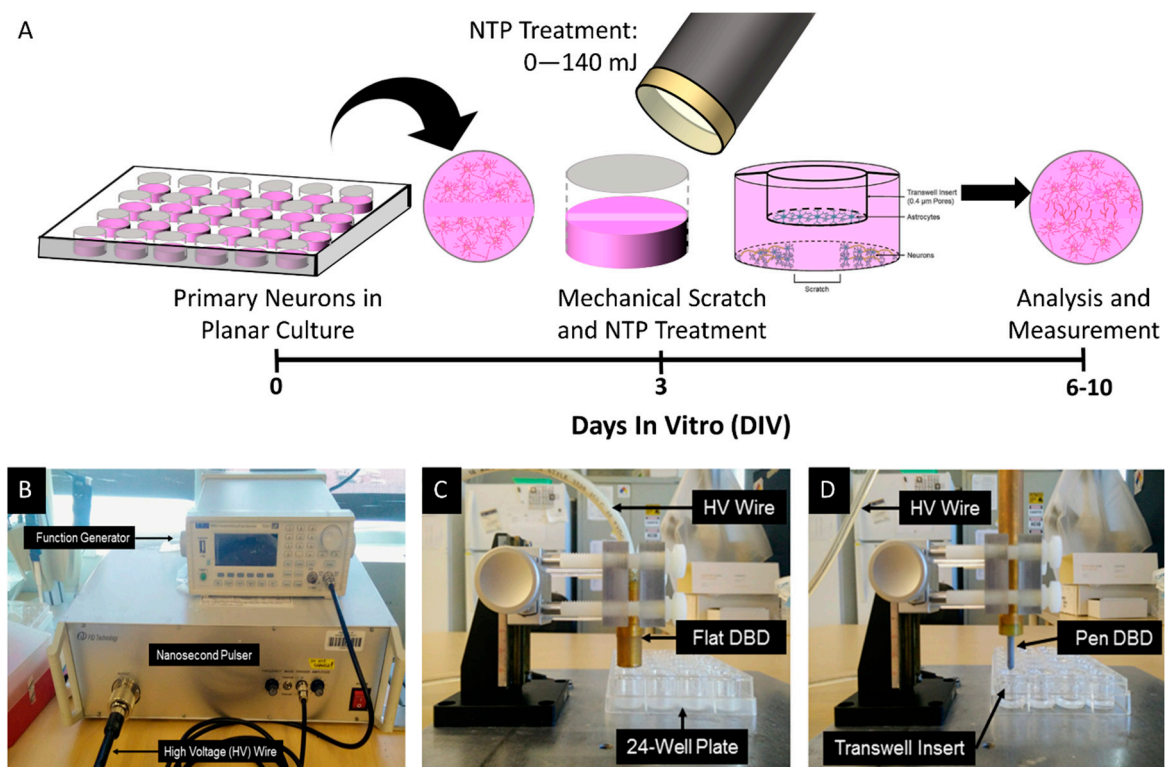 A
NTP Treatment:
0—140 mJ
Transwell Insert
(0.4 µm Pores)
Astrocytes
Neurons
Scratch
Primary Neurons in
Planar Culture
Mechanical Scratch
and NTP Treatment
Analysis and
Measurement
0
3
6-10
Days In Vitro (DIV)
B
Function Generator
FID Technology
Nanosecond Pulser
High Voltage (HV) Wire
C
HV Wire
Flat DBD
24-Well Plate
D
HV Wire
Pen DBD
Transwell Insert